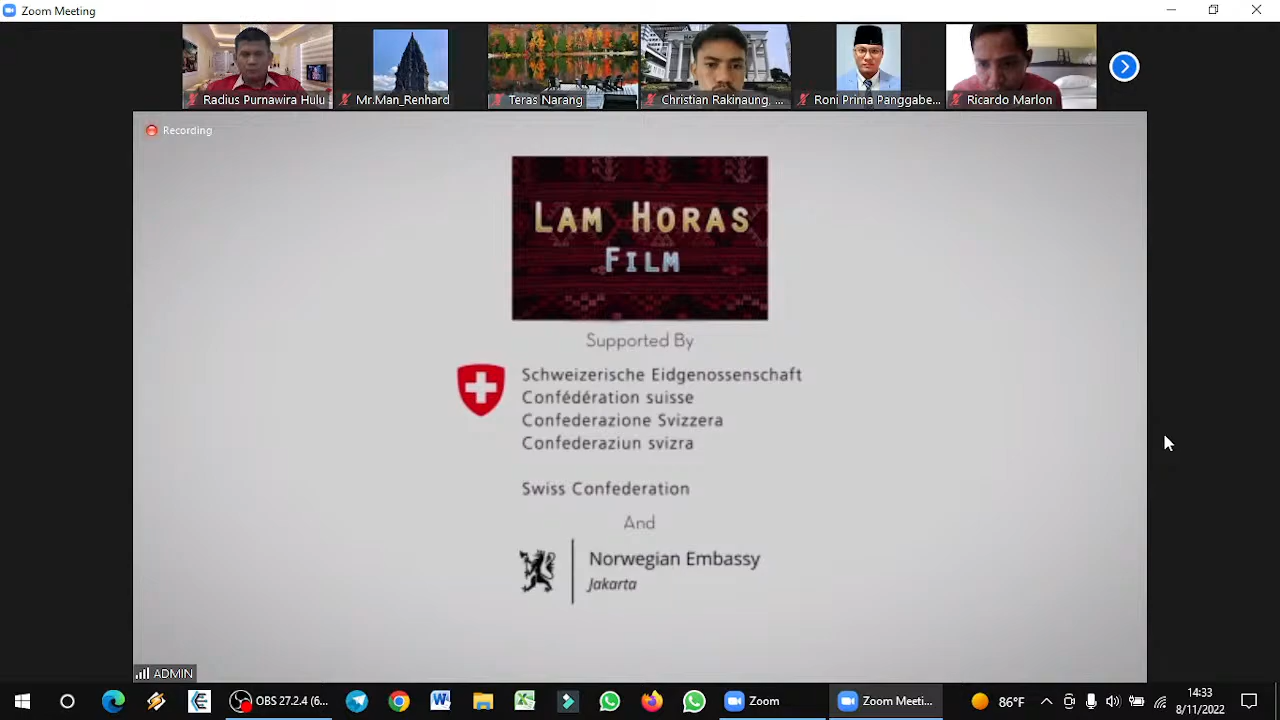 Zoom Meeting
Radius Purnawira Hulu
Mr.Man_Renhard
Teras Narang
Christian Rakinaung, ...
Roni Prima Panggabe...
Ricardo Marlon
Recording
LAM HORAS
FILM
Supported By
Schweizerische Eidgenossenschaft
Confédération suisse
Confederazione Svizzera
Confederaziun svizra
Swiss Confederation
And
Norwegian Embassy
Jakarta
ADMIN
OBS 27.2.4 (6...
Zoom
Zoom Meeti...
86°F
14:33
8/11/2022